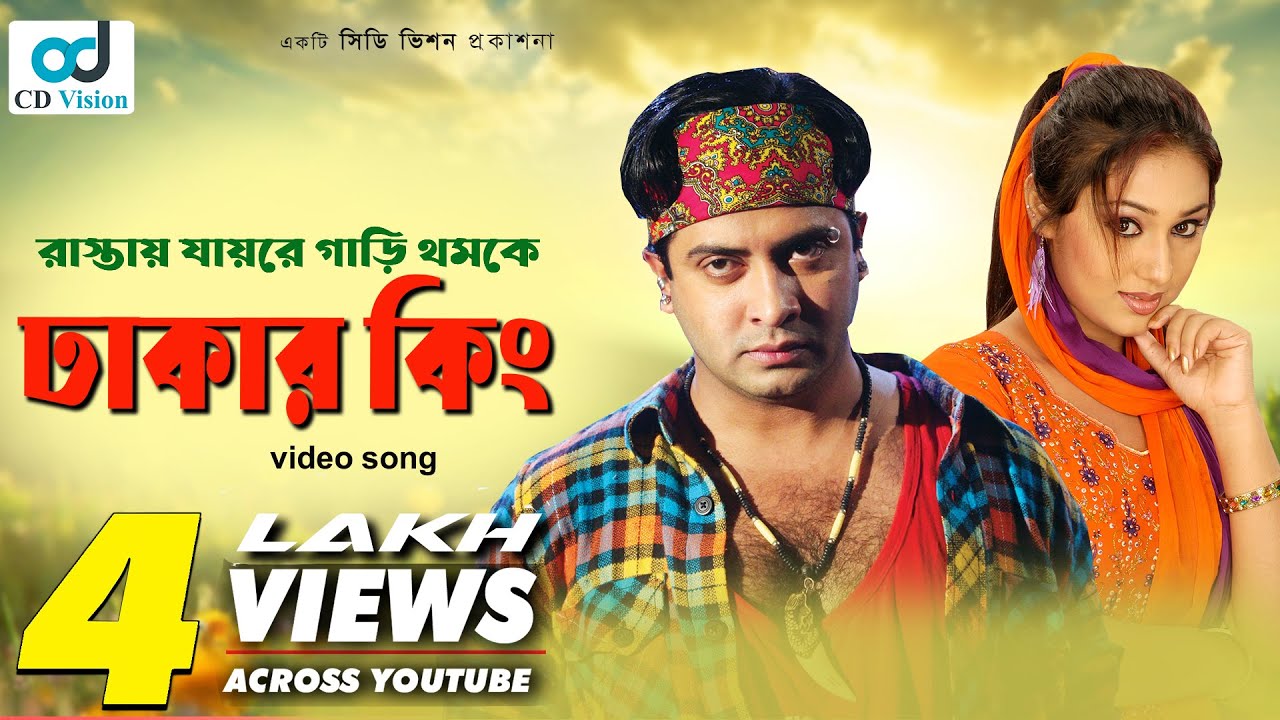 CD Vision
একটি সিডি ভিশন প্রকাশনা
রাস্তায় যায়রে গাড়ি থমকে
ঢাকার কিং
video song
4 LAKH
VIEWS
ACROSS YOUTUBE